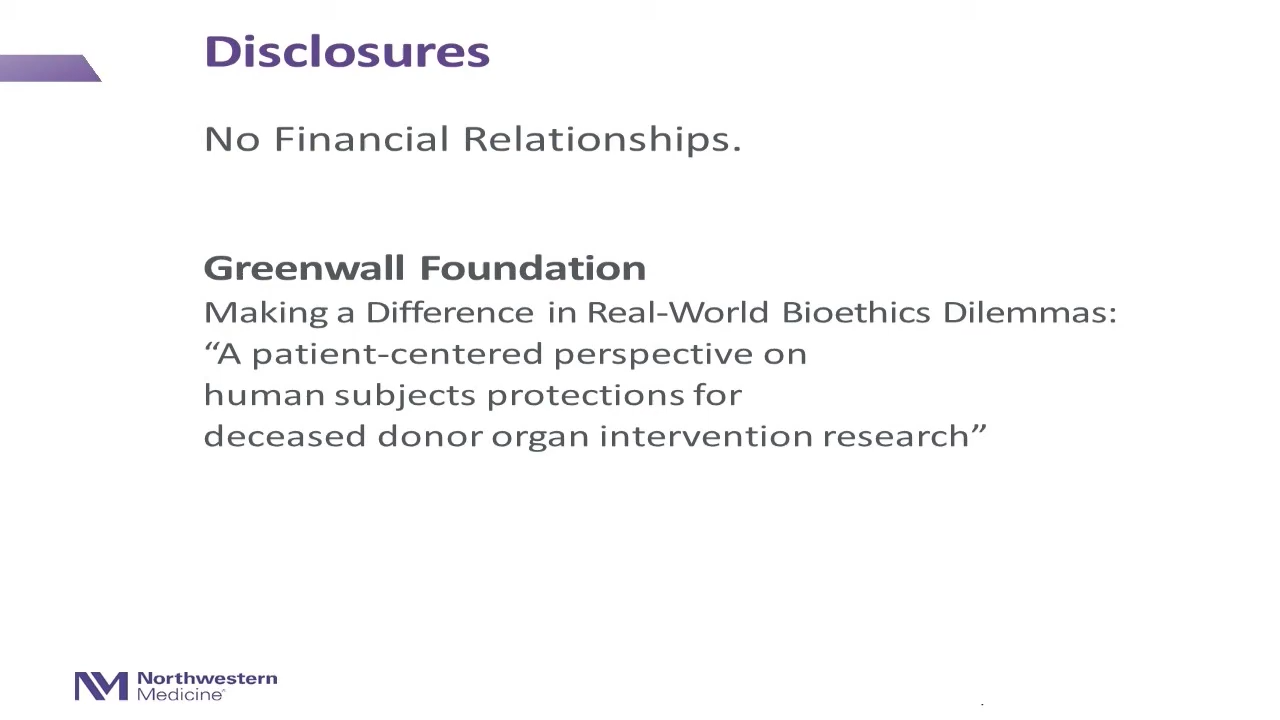 Disclosures
No Financial Relationships.
Greenwall Foundation
Making a Difference in Real-World Bioethics Dilemmas:
“A patient-centered perspective on
human subjects protections for
deceased donor organ intervention research”
NM Northwestern
Medicine®